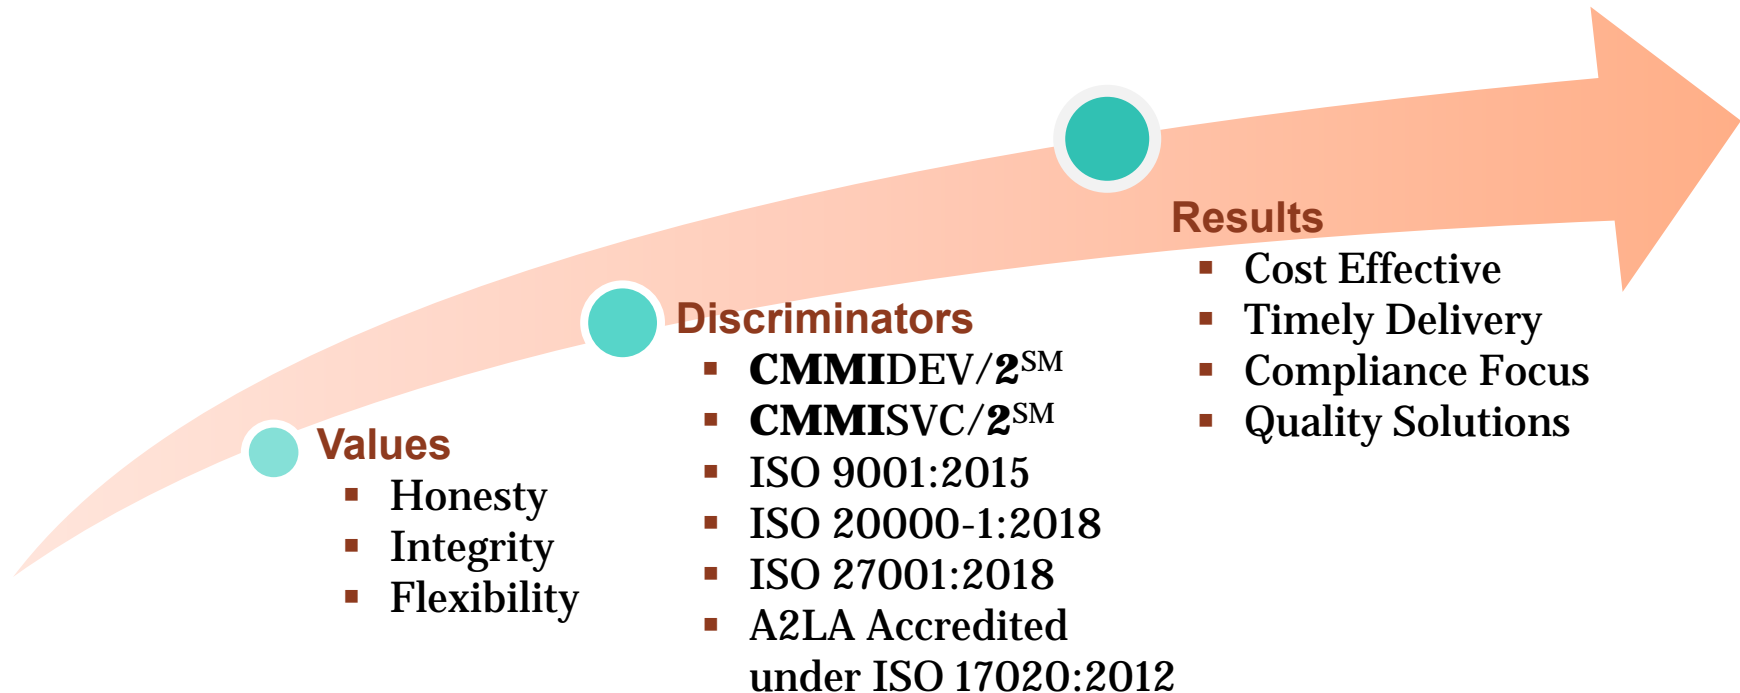 Values
▪ Honesty
▪ Integrity
▪ Flexibility
Discriminators
▪ CMMIDEV/2SM
▪ CMMISVC/2SM
▪ ISO 9001:2015
▪ ISO 20000-1:2018
▪ ISO 27001:2018
▪ A2LA Accredited
under ISO 17020:2012
Results
▪ Cost Effective
▪ Timely Delivery
▪ Compliance Focus
▪ Quality Solutions